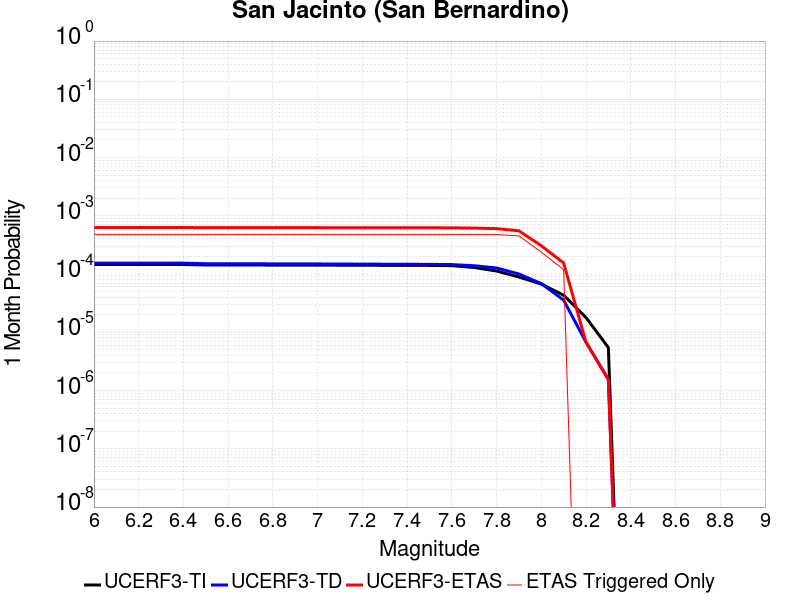 San Jacinto (San Bernardino)
10^0
10^-1
10^-2
10^-3
10^-4
10^-5
10^-6
10^-7
10^-8
1 Month Probability
6 6.2 6.4 6.6 6.8 7 7.2 7.4 7.6 7.8 8 8.2 8.4 8.6 8.8 9
Magnitude
UCERF3-TI UCERF3-TD UCERF3-ETAS ETAS Triggered Only